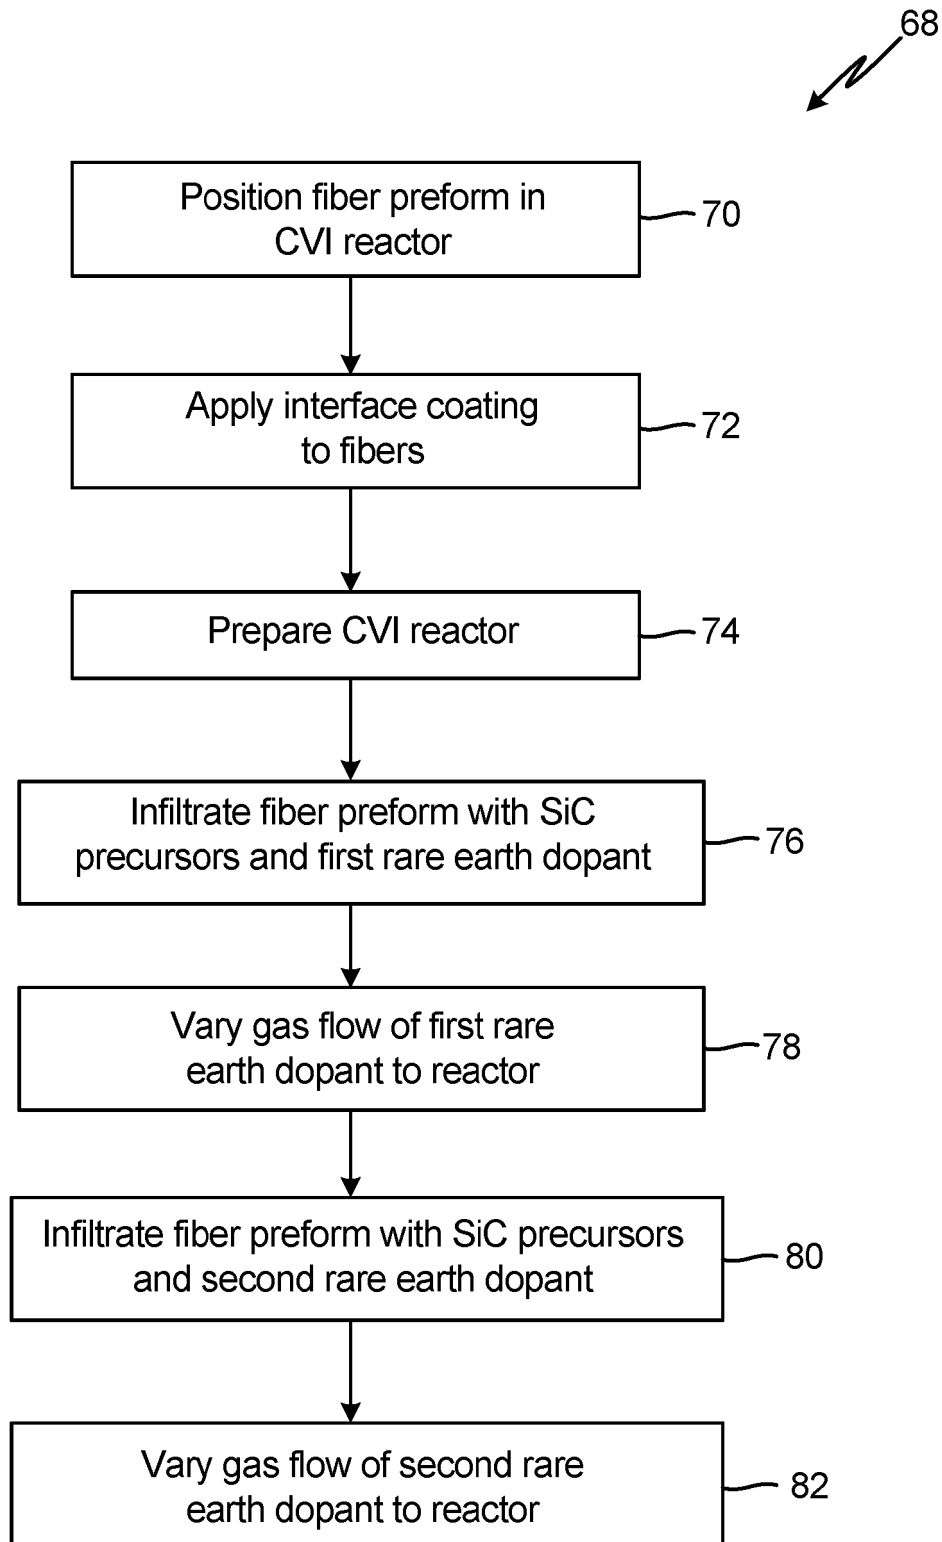 68
Position fiber preform in
CVI reactor
70
Apply interface coating
to fibers
72
Prepare CVI reactor
74
Infiltrate fiber preform with SiC
precursors and first rare earth dopant
76
Vary gas flow of first rare
earth dopant to reactor
78
Infiltrate fiber preform with SiC precursors
and second rare earth dopant
80
Vary gas flow of second rare
earth dopant to reactor
82